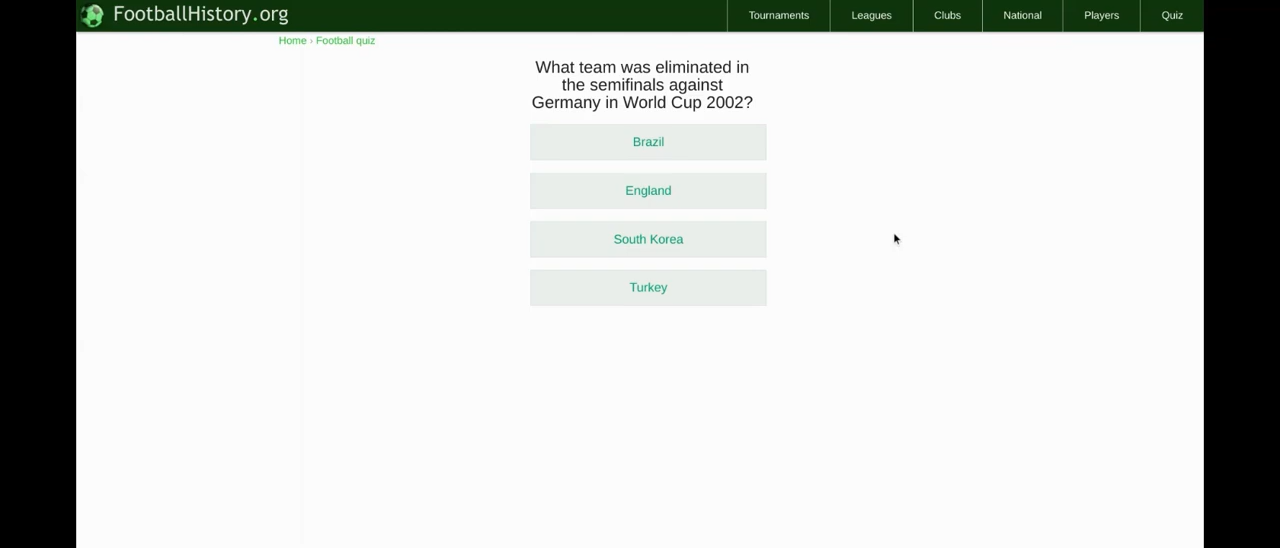 FootballHistory.org
Tournaments Leagues Clubs National Players Quiz
Home › Football quiz
What team was eliminated in
the semifinals against
Germany in World Cup 2002?
Brazil
England
South Korea
Turkey